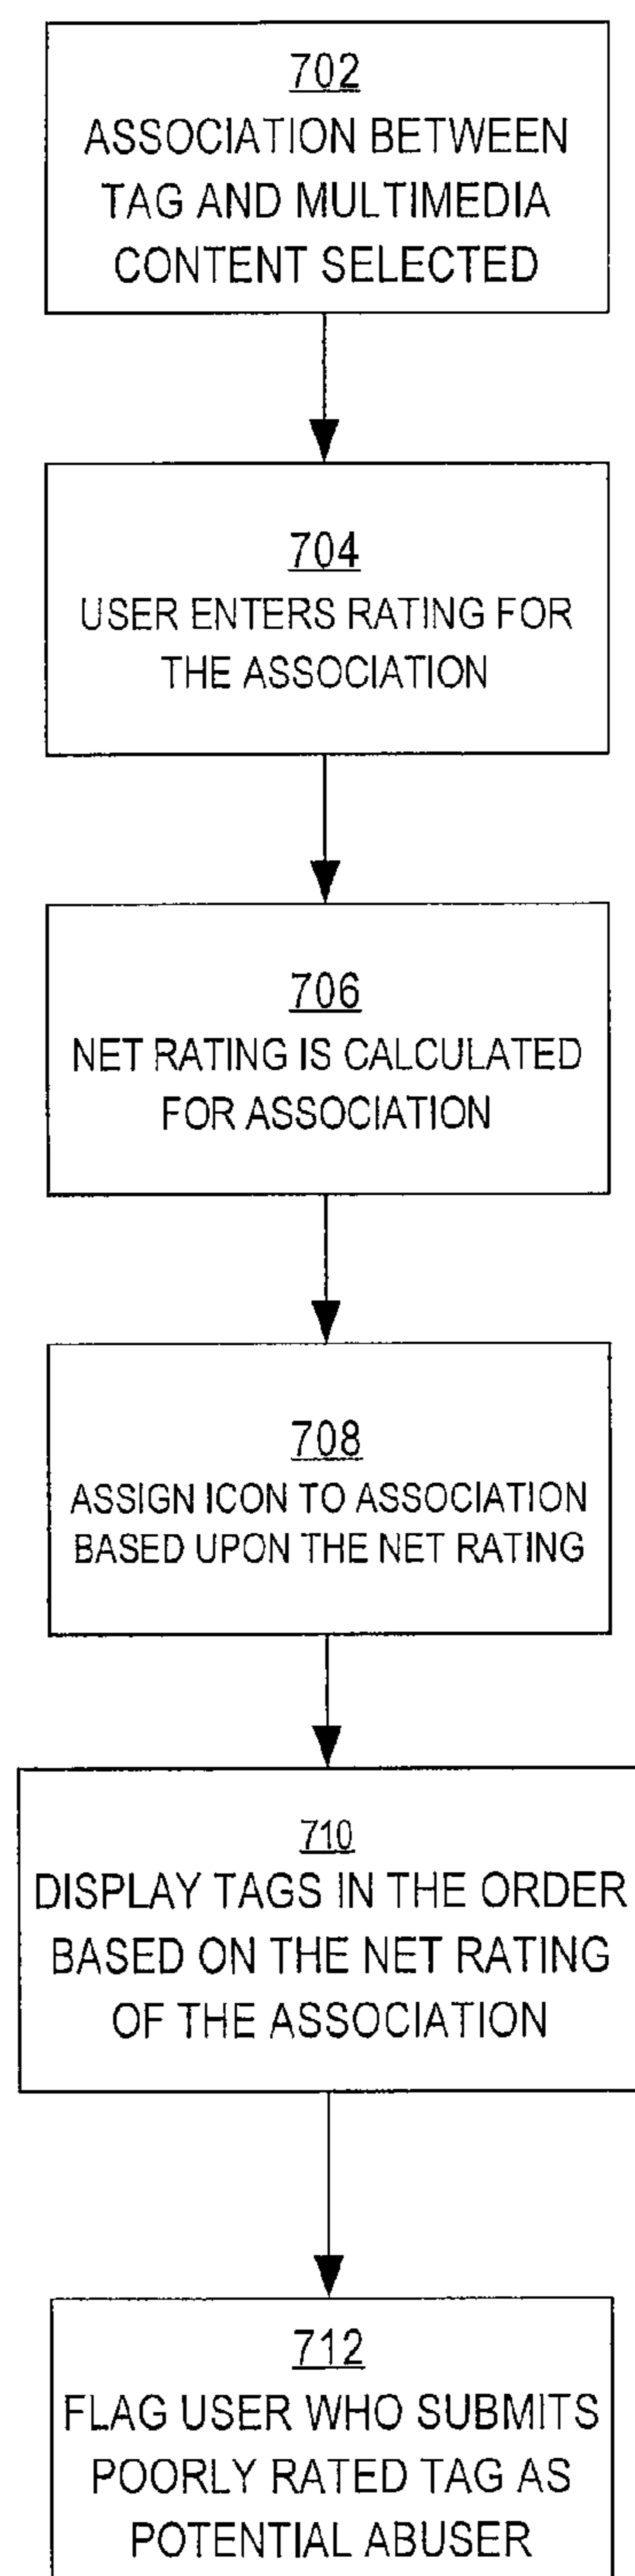 702
ASSOCIATION BETWEEN
TAG AND MULTIMEDIA
CONTENT SELECTED
704
USER ENTERS RATING FOR
THE ASSOCIATION
706
NET RATING IS CALCULATED
FOR ASSOCIATION
708
ASSIGN ICON TO ASSOCIATION
BASED UPON THE NET RATING
710
DISPLAY TAGS IN THE ORDER
BASED ON THE NET RATING
OF THE ASSOCIATION
712
FLAG USER WHO SUBMITS
POORLY RATED TAG AS
POTENTIAL ABUSER